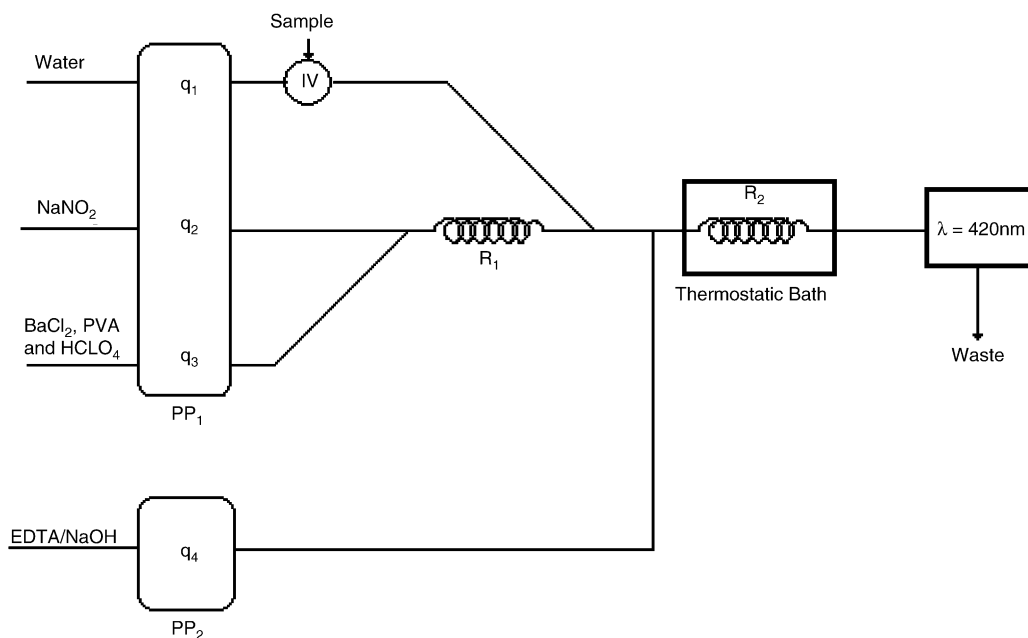 Sample
Water
q₁
IV
NaNO₂
q₂
R₁
R₂
λ = 420nm
Thermostatic Bath
BaCl₂, PVA
and HCLO₄
q₃
Waste
PP₁
EDTA/NaOH
q₄
PP₂